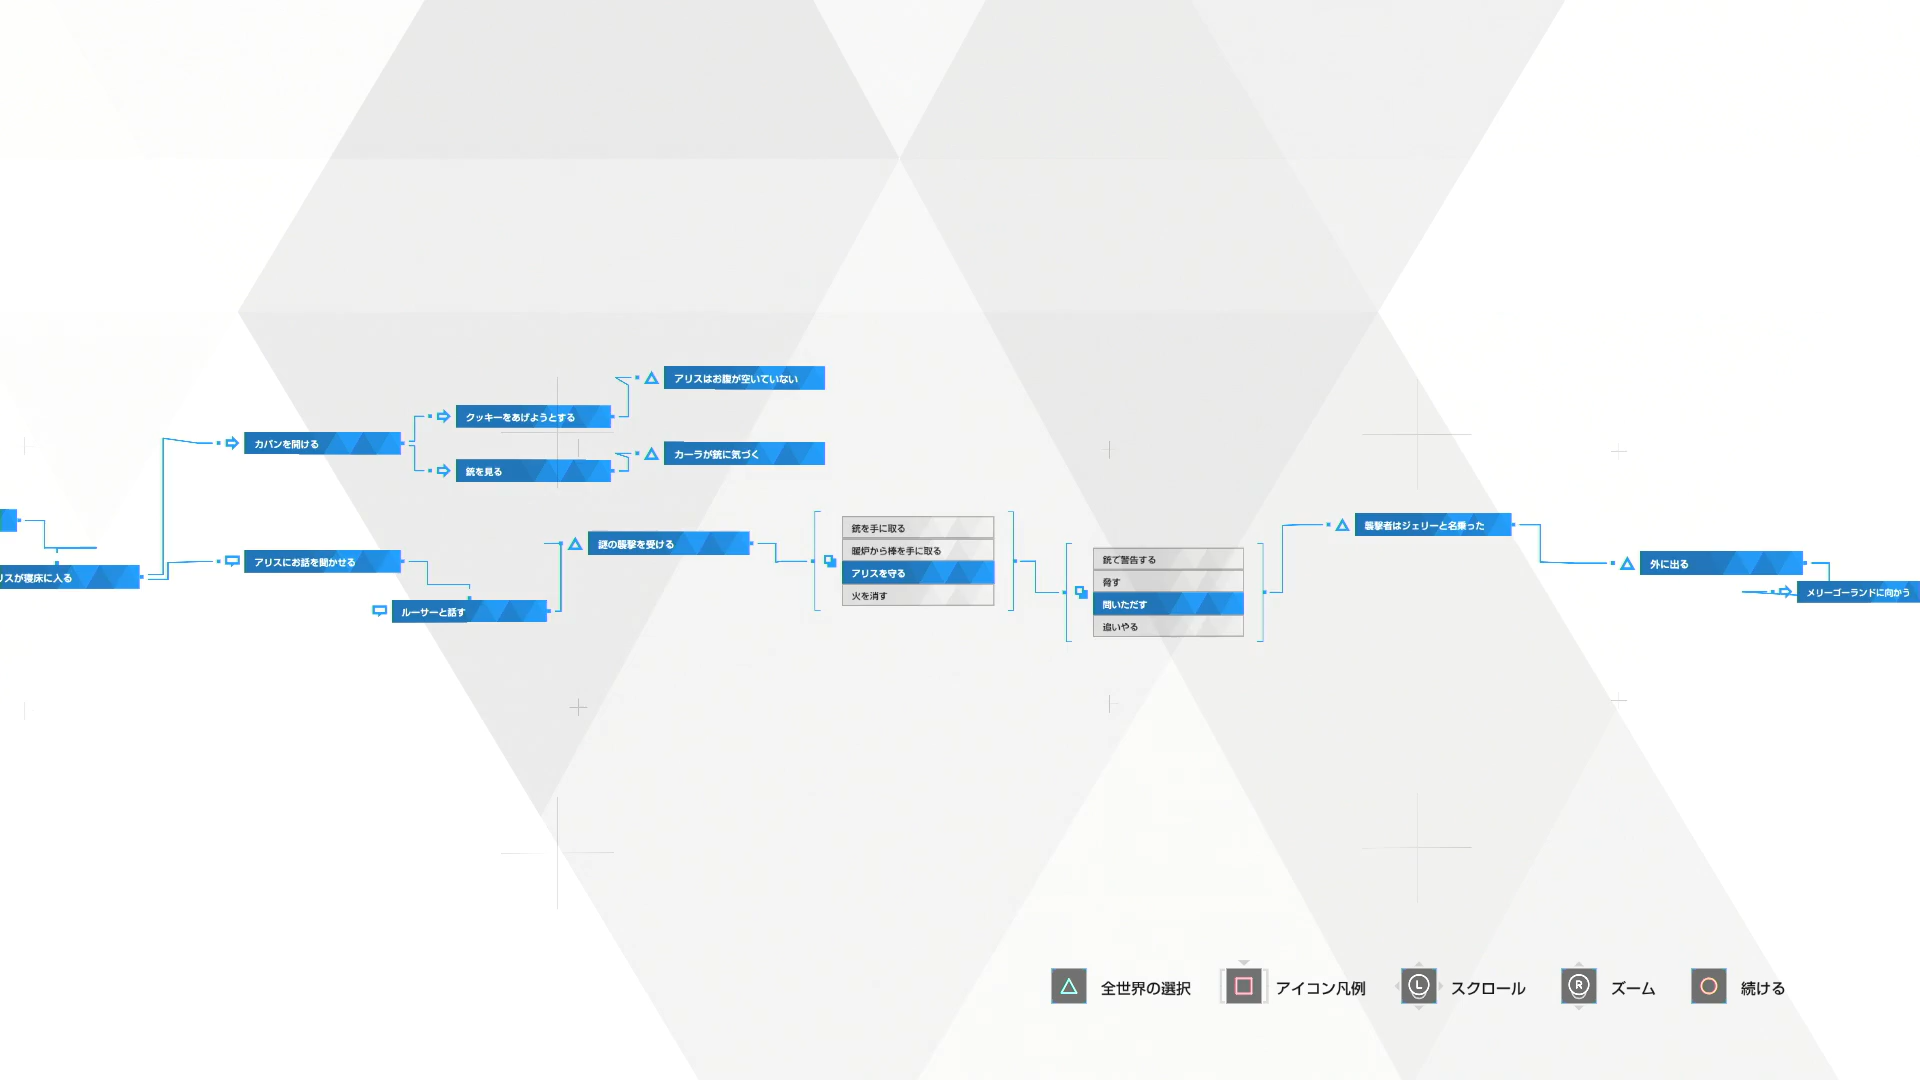 アリスはお腹が空いていない
クッキーをあげようとする
カバンを開ける
カーラが銃に気づく
銃を見る
リスが寝床に入る
アリスにお話を聞かせる
ルーサーと話す
謎の襲撃を受ける
銃を手に取る
暖炉から棒を手に取る
アリスを守る
火を消す
銃で警告する
脅す
問いただす
追いやる
襲撃者はジェリーと名乗った
外に出る
メリーゴーランドに向かう
全世界の選択
アイコン凡例
L
スクロール
R
ズーム
続ける